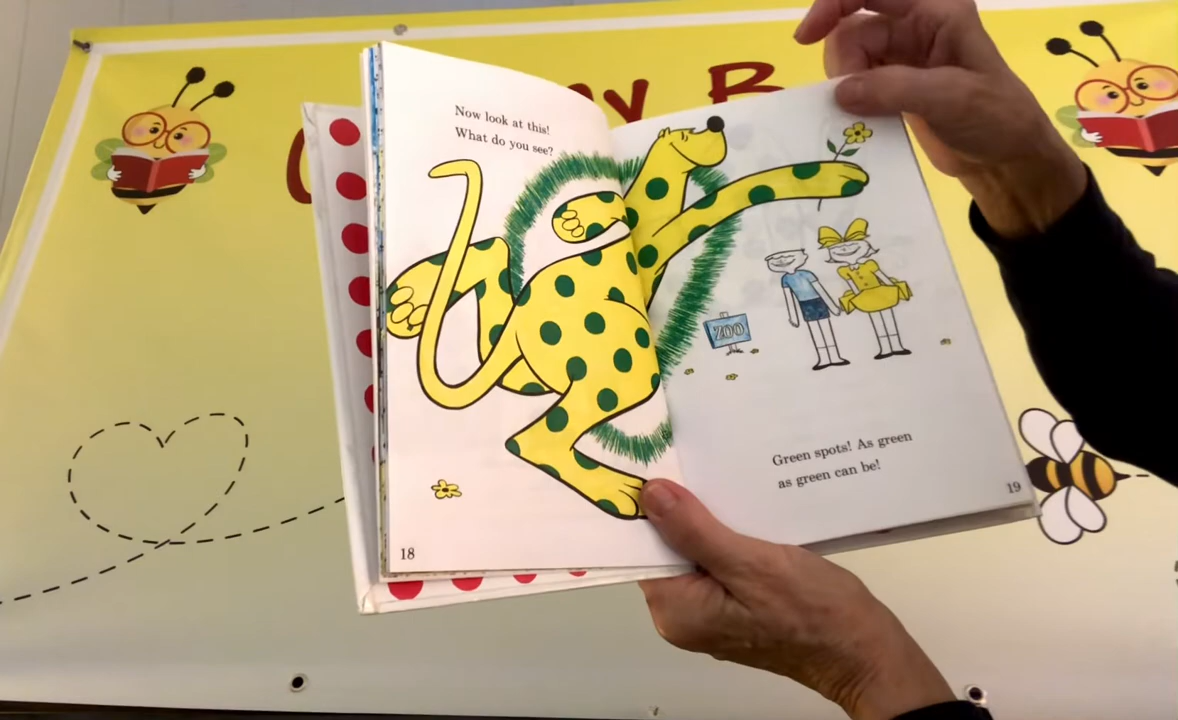 Now look at this!
What do you see?
ZOO
Green spots! As green
as green can be!
18
19